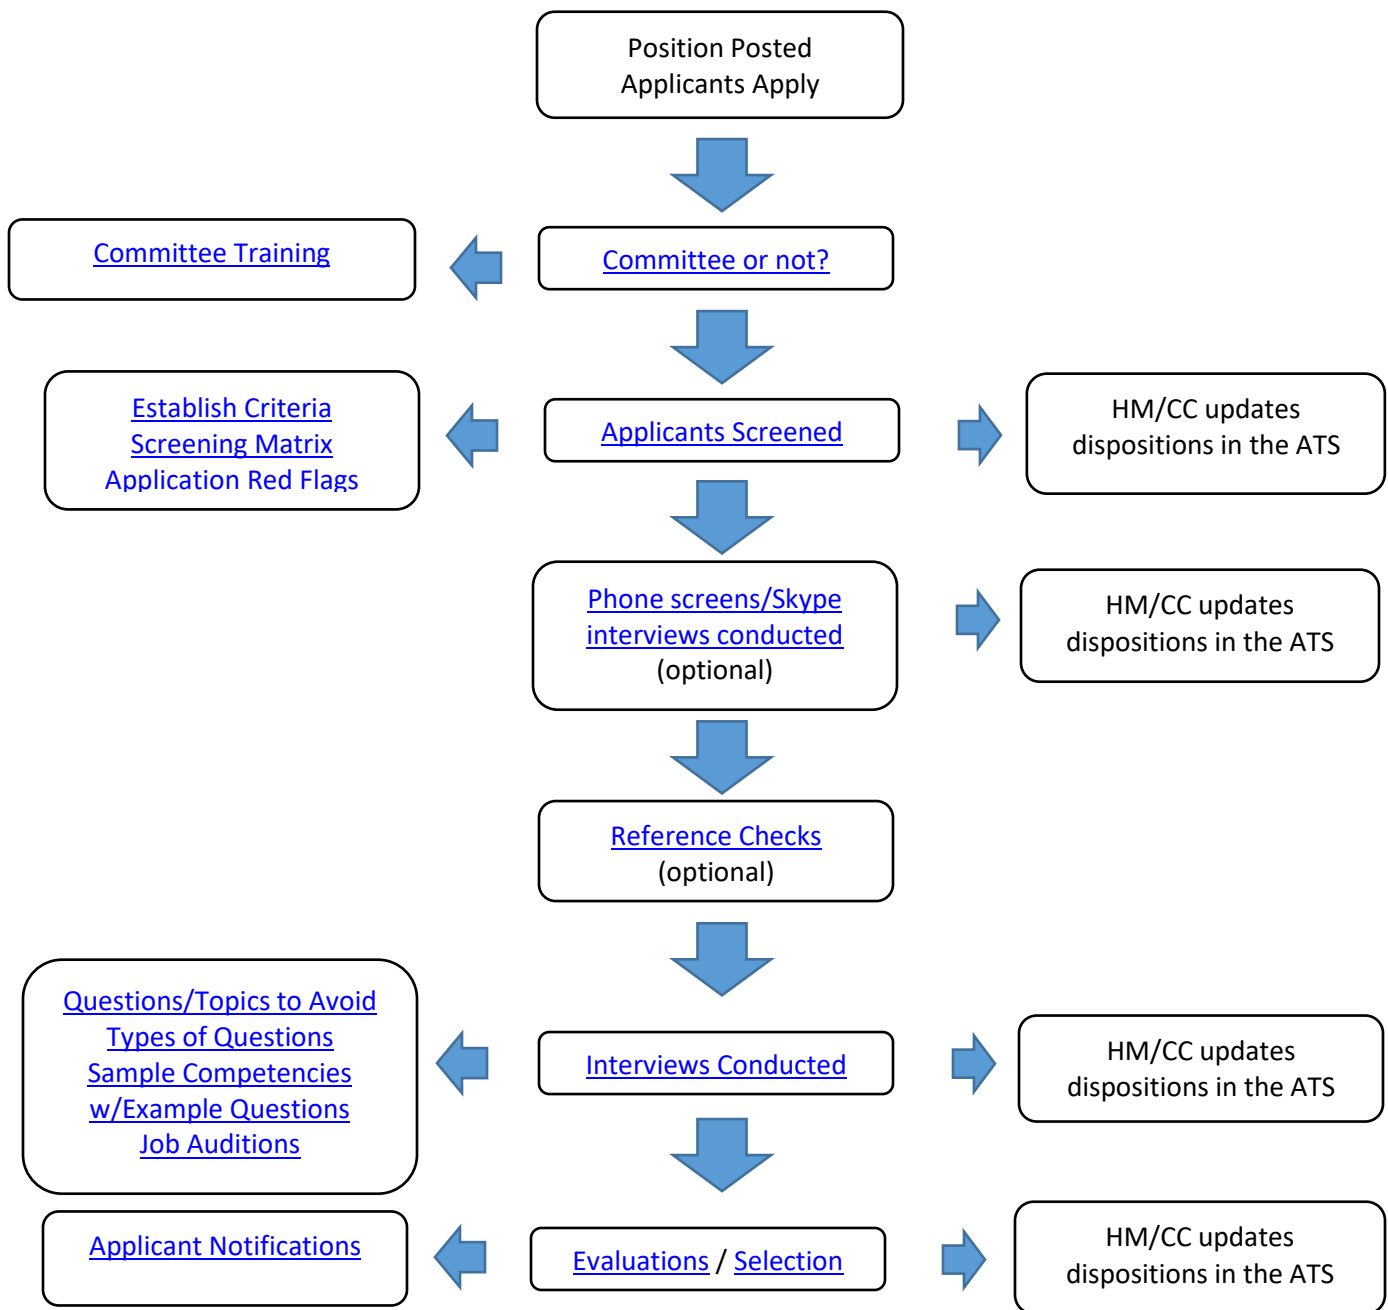 Position Posted
Applicants Apply
Committee Training
Committee or not?
Establish Criteria
Screening Matrix
Application Red Flags
Applicants Screened
HM/CC updates
dispositions in the ATS
Phone screens/Skype
interviews conducted
(optional)
HM/CC updates
dispositions in the ATS
Reference Checks
(optional)
Questions/Topics to Avoid
Types of Questions
Sample Competencies
w/Example Questions
Job Auditions
Interviews Conducted
HM/CC updates
dispositions in the ATS
Applicant Notifications
Evaluations / Selection
HM/CC updates
dispositions in the ATS